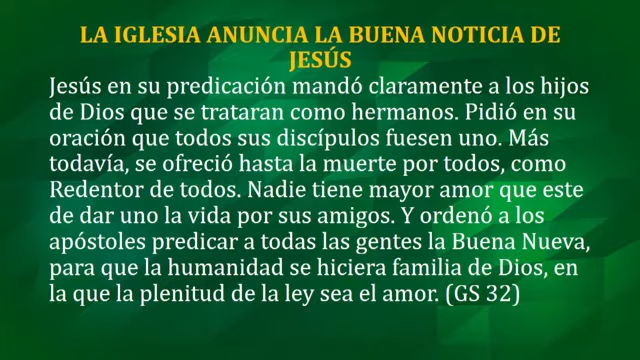 LA IGLESIA ANUNCIA LA BUENA NOTICIA DE
JESÚS
Jesús en su predicación mandó claramente a los hijos
de Dios que se trataran como hermanos. Pidió en su
oración que todos sus discípulos fuesen uno. Más
todavía, se ofreció hasta la muerte por todos, como
Redentor de todos. Nadie tiene mayor amor que este
de dar uno la vida por sus amigos. Y ordenó a los
apóstoles predicar a todas las gentes la Buena Nueva,
para que la humanidad se hiciera familia de Dios, en
la que la plenitud de la ley sea el amor. (GS 32)